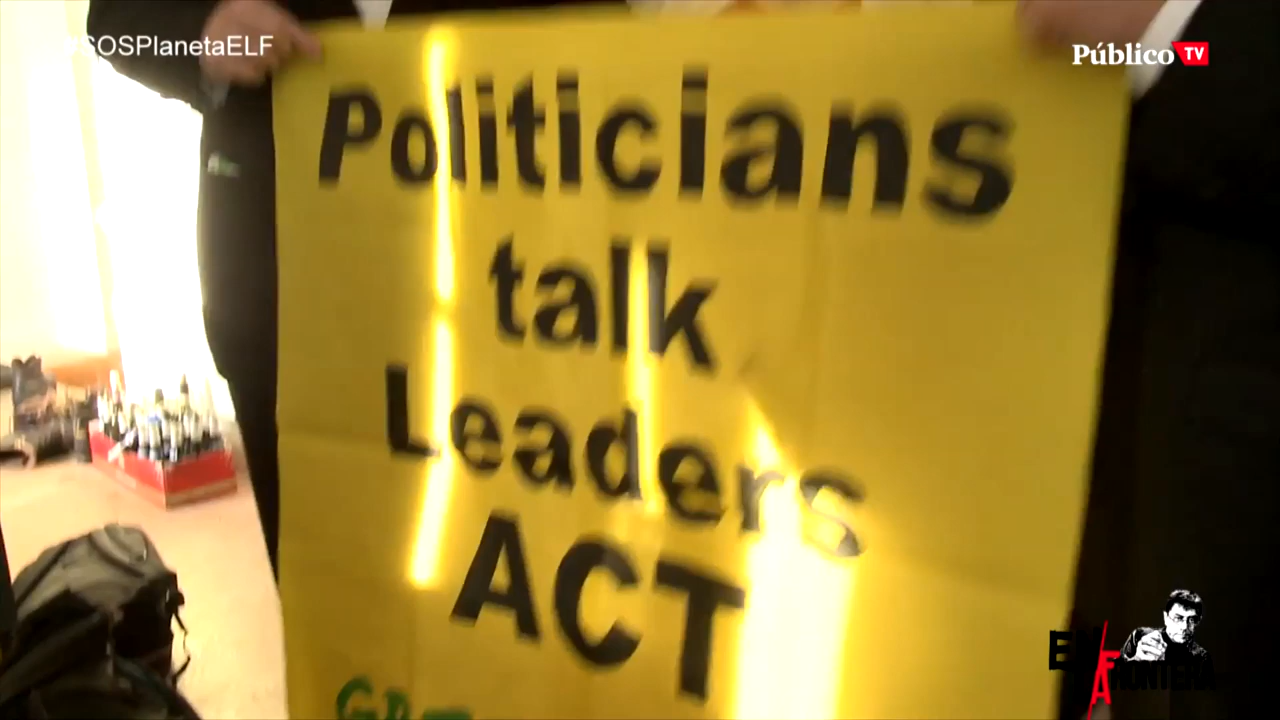 #SOSPlanetaELF
Público TV
Politicians
talk
Leaders
ACT